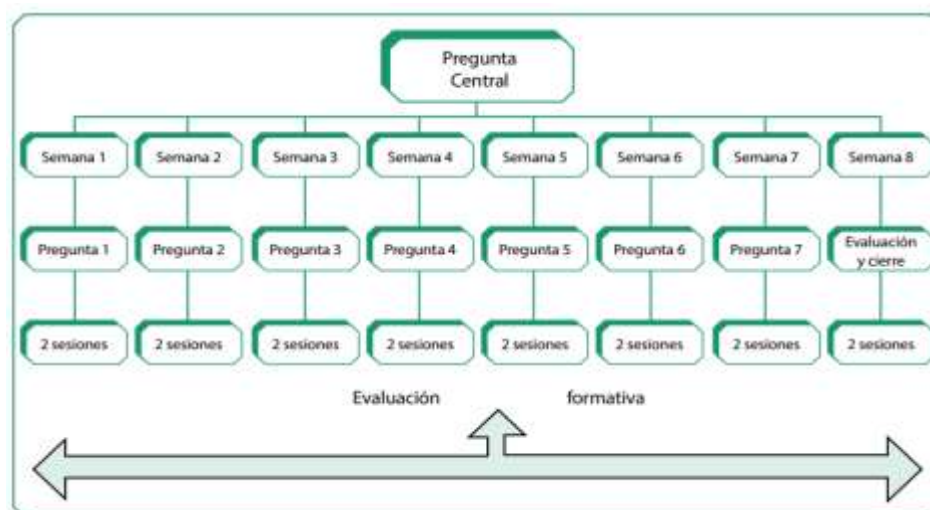 Pregunta
Central
Semana 1
Semana 2
Semana 3
Semana 4
Semana 5
Semana 6
Semana 7
Semana 8
Pregunta 1
Pregunta 2
Pregunta 3
Pregunta 4
Pregunta 5
Pregunta 6
Pregunta 7
Evaluación
y cierre
2 sesiones
2 sesiones
2 sesiones
2 sesiones
2 sesiones
2 sesiones
2 sesiones
2 sesiones
Evaluación formativa